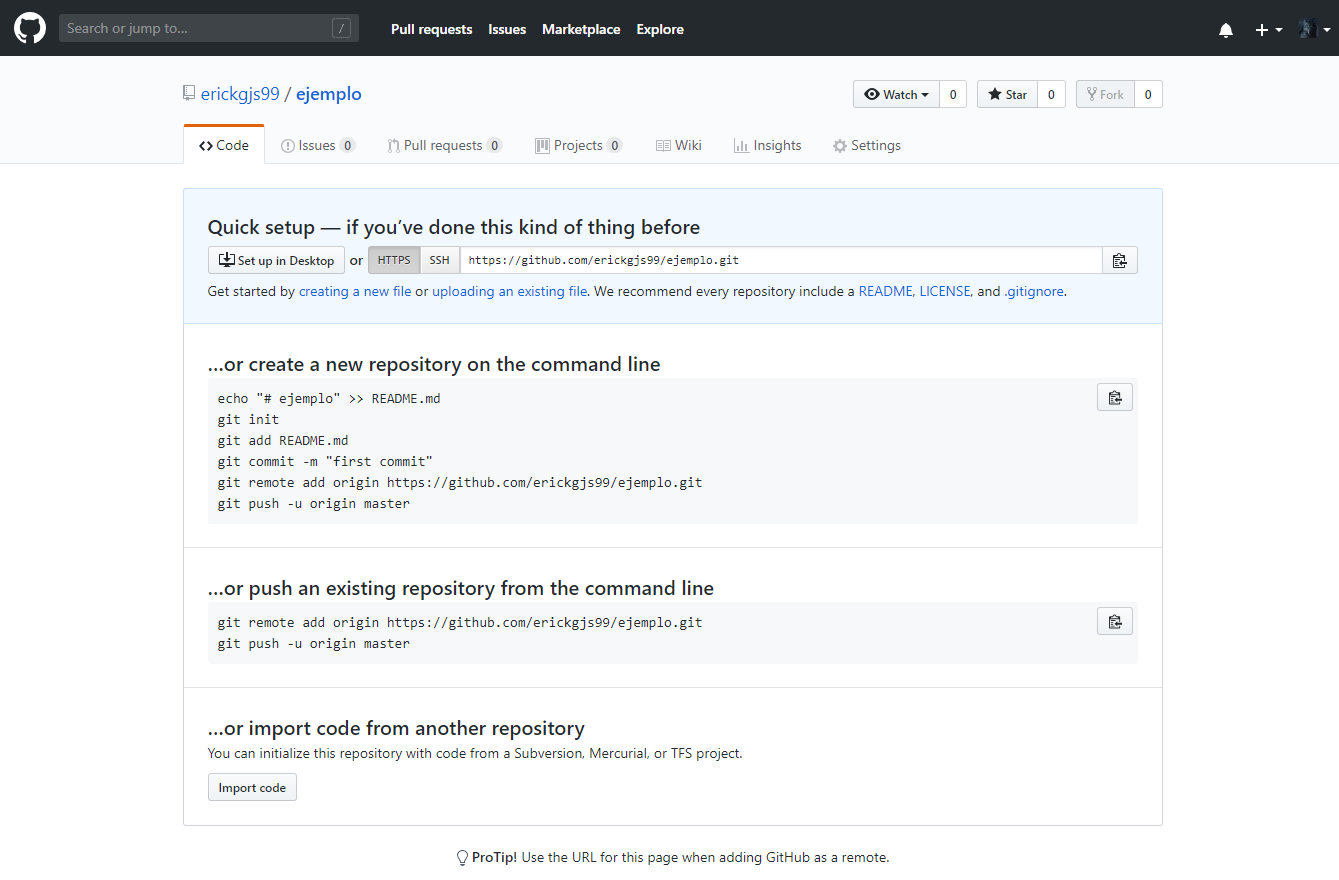 Search or jump to... /
Pull requests Issues Marketplace Explore
erickgjs99 / ejemplo
Watch 0 Star 0 Fork 0
Code Issues 0 Pull requests 0 Projects 0 Wiki Insights Settings
Quick setup — if you’ve done this kind of thing before
Set up in Desktop or HTTPS SSH https://github.com/erickgjs99/ejemplo.git
Get started by creating a new file or uploading an existing file. We recommend every repository include a README, LICENSE, and .gitignore.
…or create a new repository on the command line
echo "# ejemplo" >> README.md
git init
git add README.md
git commit -m "first commit"
git remote add origin https://github.com/erickgjs99/ejemplo.git
git push -u origin master
…or push an existing repository from the command line
git remote add origin https://github.com/erickgjs99/ejemplo.git
git push -u origin master
…or import code from another repository
You can initialize this repository with code from a Subversion, Mercurial, or TFS project.
Import code
ProTip! Use the URL for this page when adding GitHub as a remote.